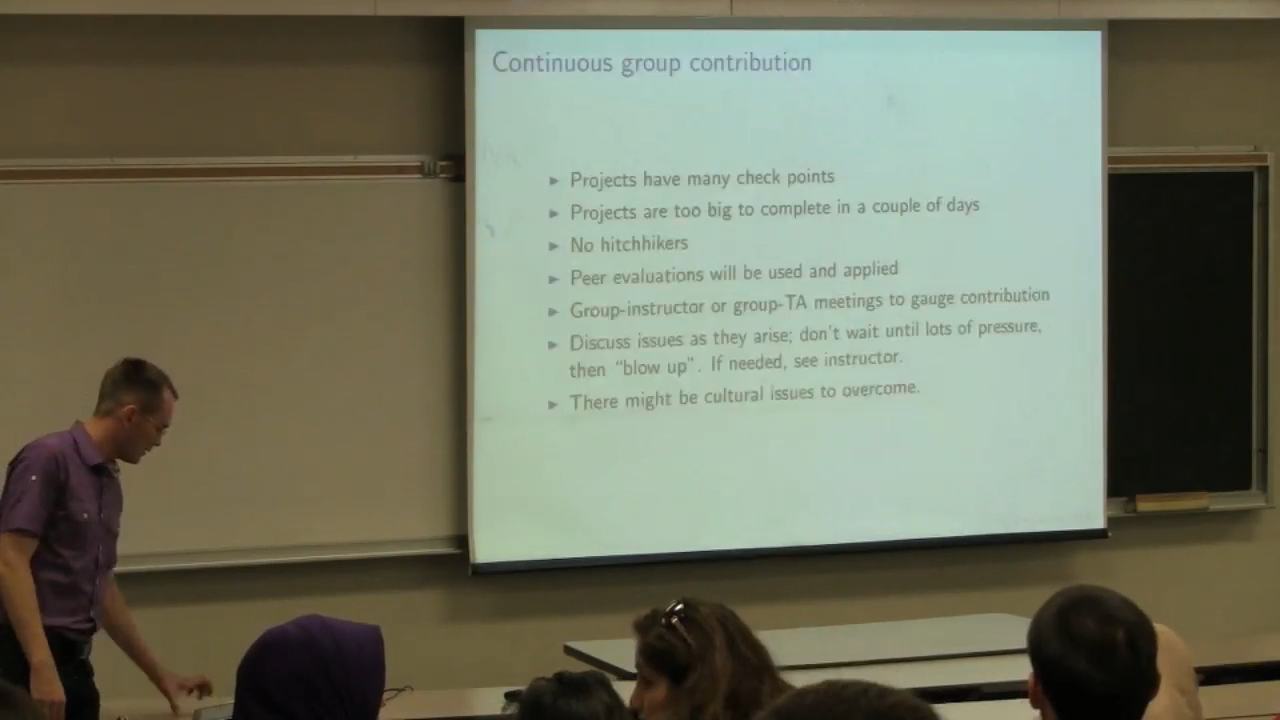 Continuous group contribution
► Projects have many check points
► Projects are too big to complete in a couple of days
► No hitchhikers
► Peer evaluations will be used and applied
► Group-instructor or group-TA meetings to gauge contribution
► Discuss issues as they arise; don't wait until lots of pressure,
then "blow up". If needed, see instructor.
► There might be cultural issues to overcome.